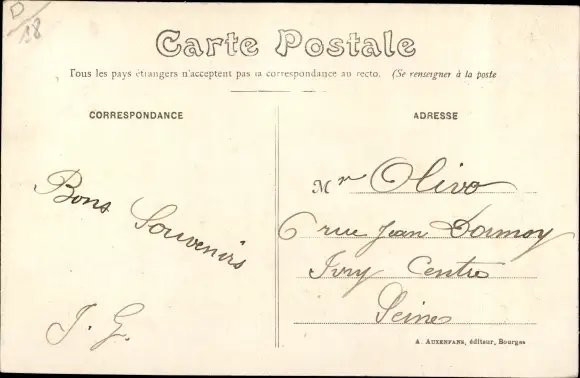 D
18
Carte Postale
Tous les pays étrangers n'acceptent pas la correspondance au recto. (Se renseigner à la poste
CORRESPONDANCE
Bons Souvenirs
J. G.
ADRESSE
Mr Olivo
6 rue Jean Dormoy
Ivry Centre
Seine
A. AUXENFANS, éditeur, Bourges